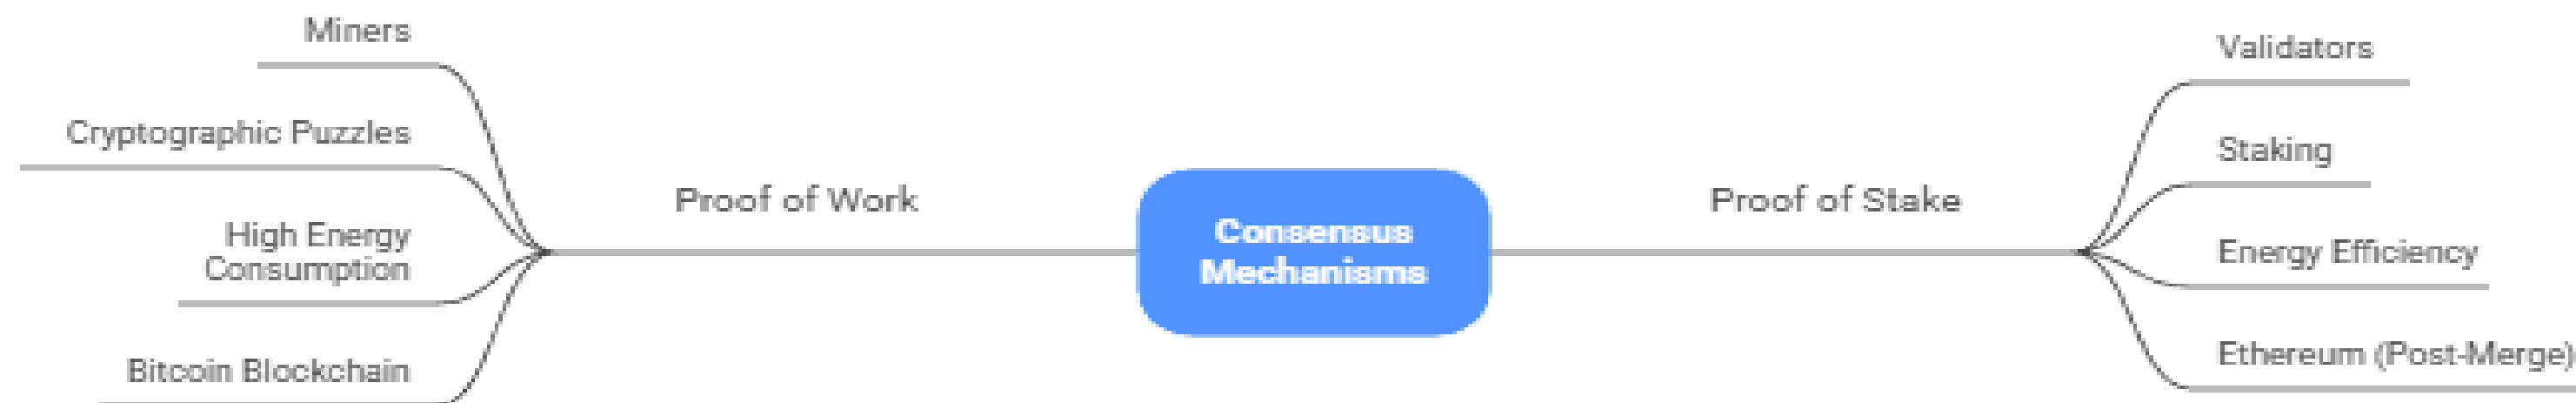 Miners
Cryptographic Puzzles
High Energy
Consumption
Bitcoin Blockchain
Proof of Work
Consensus
Mechanisms
Proof of Stake
Validators
Staking
Energy Efficiency
Ethereum (Post-Merge)